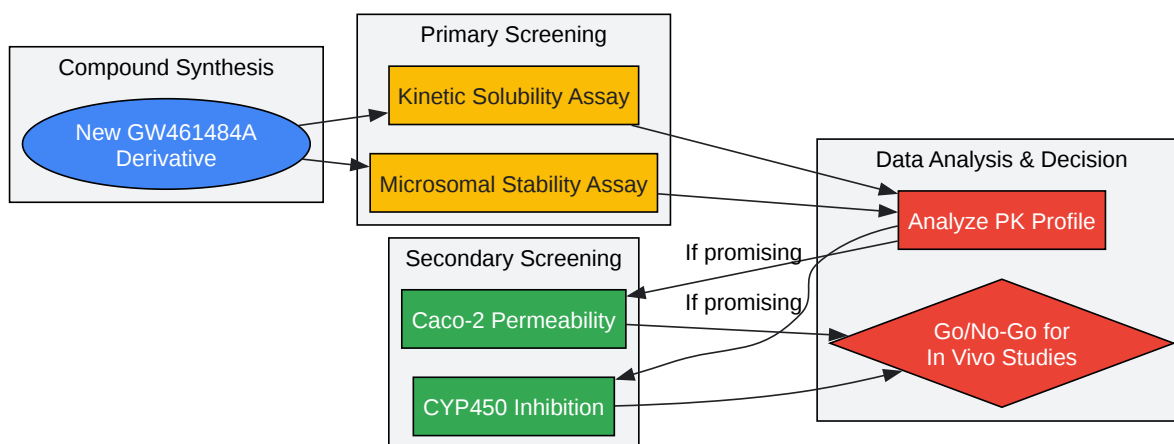 Compound Synthesis
New GW461484A
Derivative
Primary Screening
Kinetic Solubility Assay
Microsomal Stability Assay
Data Analysis & Decision
Analyze PK Profile
If promising
If promising
Secondary Screening
Caco-2 Permeability
CYP450 Inhibition
Go/No-Go for
In Vivo Studies